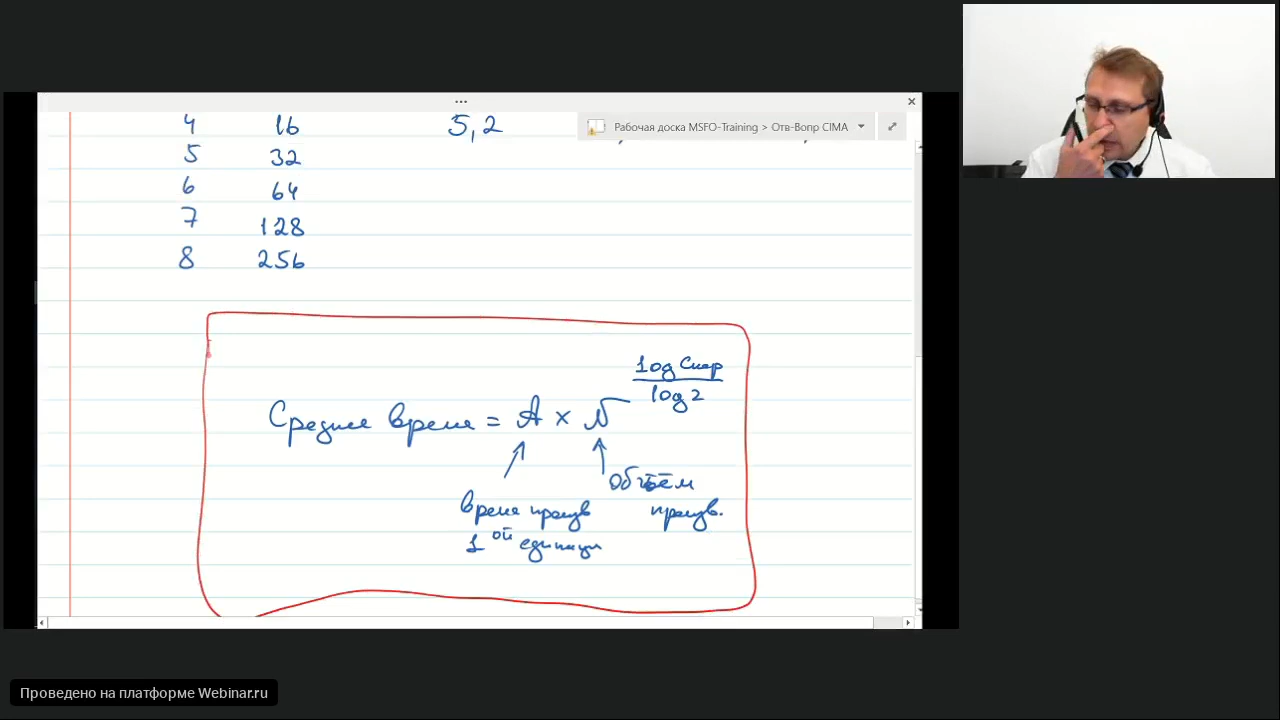 Рабочая доска MSFO-Training > Отв-Вопр CIMA
4 16 5,2
5 32
6 64
7 128
8 256
log Скор
log 2
Среднее время = A x N
время произв
1 ой единицы
Объём
произв.
Проведено на платформе Webinar.ru